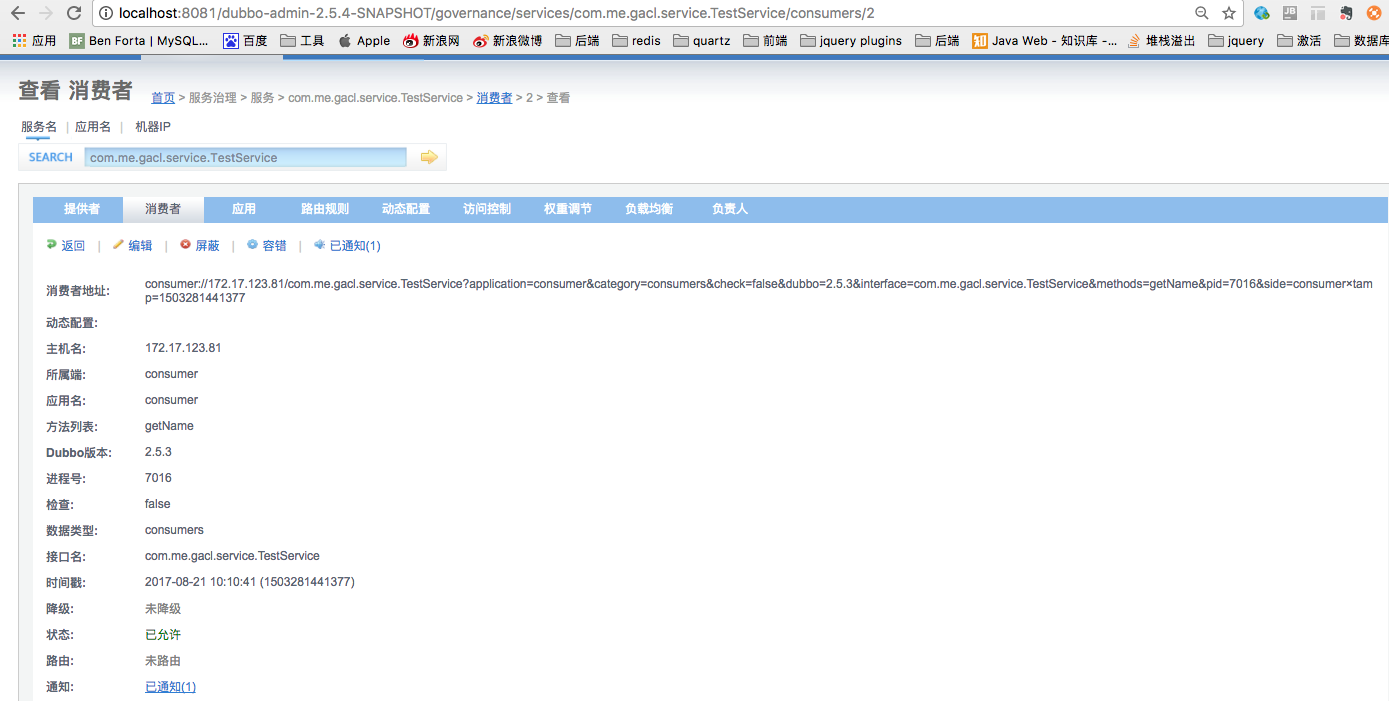 localhost:8081/dubbo-admin-2.5.4-SNAPSHOT/governance/services/com.me.gacl.service.TestService/consumers/2
应用 BF Ben Forta | MySQL... 百度 工具 Apple 新浪网 新浪微博 后端 redis quartz 前端 jquery plugins 后端 知 Java Web - 知识库 -... 堆栈溢出 jquery 激活 数据库
查看 消费者 首页 > 服务治理 > 服务 > com.me.gacl.service.TestService > 消费者 > 2 > 查看
服务名 | 应用名 | 机器IP
SEARCH com.me.gacl.service.TestService
提供者 消费者 应用 路由规则 动态配置 访问控制 权重调节 负载均衡 负责人
返回 | 编辑 | 屏蔽 | 容错 | 已通知(1)
消费者地址: consumer://172.17.123.81/com.me.gacl.service.TestService?application=consumer&category=consumers&check=false&dubbo=2.5.3&interface=com.me.gacl.service.TestService&methods=getName&pid=7016&side=consumer×tam
p=1503281441377
动态配置:
主机名: 172.17.123.81
所属端: consumer
应用名: consumer
方法列表: getName
Dubbo版本: 2.5.3
进程号: 7016
检查: false
数据类型: consumers
接口名: com.me.gacl.service.TestService
时间戳: 2017-08-21 10:10:41 (1503281441377)
降级: 未降级
状态: 已允许
路由: 未路由
通知: 已通知(1)